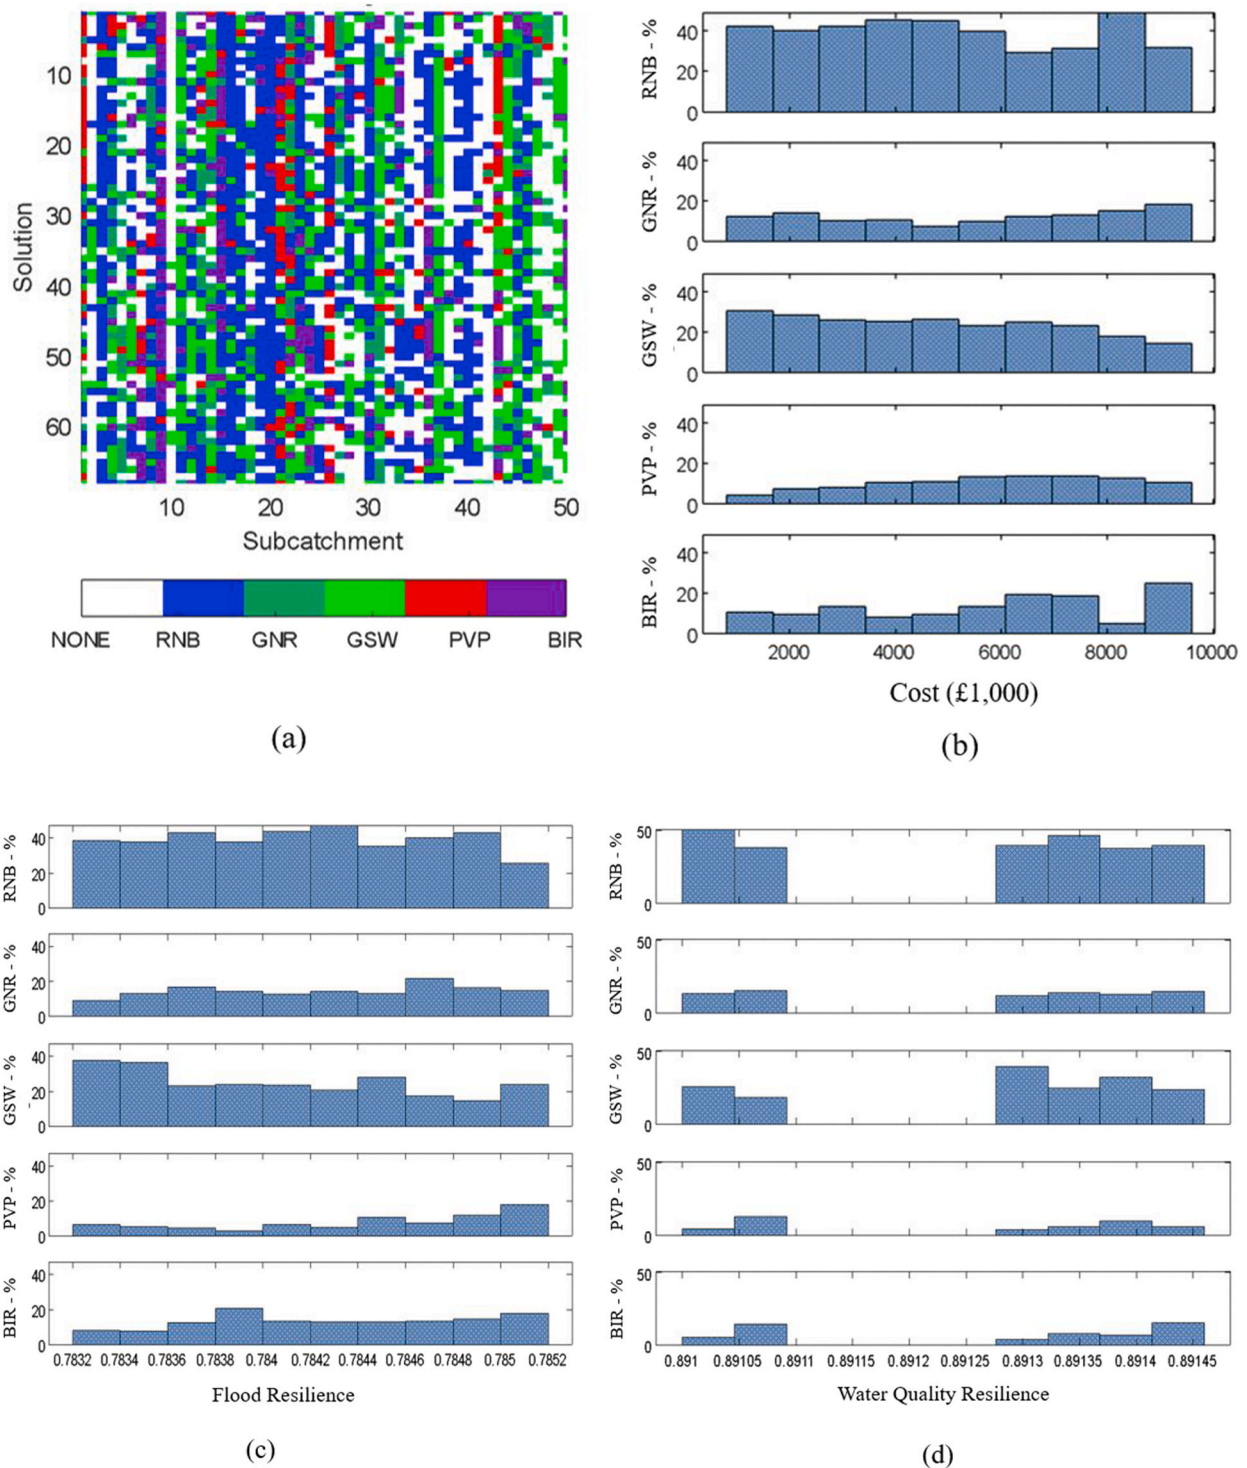 10
20
30
40
50
60
Solution
10 20 30 40 50
Subcatchment
NONE RNB GNR GSW PVP BIR
(a)
RNB - %
40
20
0
GNR - %
40
20
0
GSW - %
40
20
0
PVP - %
40
20
0
BIR - %
40
20
0
2000 4000 6000 8000 10000
Cost (£1,000)
(b)
RNB - %
40
20
0
GNR - %
40
20
0
GSW - %
40
20
0
PVP - %
40
20
0
BIR - %
40
20
0
0.7832 0.7834 0.7836 0.7838 0.784 0.7842 0.7844 0.7846 0.7848 0.785 0.7852
Flood Resilience
(c)
RNB - %
50
0
GNR - %
50
0
GSW - %
50
0
PVP - %
50
0
BIR - %
50
0
0.891 0.89105 0.8911 0.89115 0.8912 0.89125 0.8913 0.89135 0.8914 0.89145
Water Quality Resilience
(d)